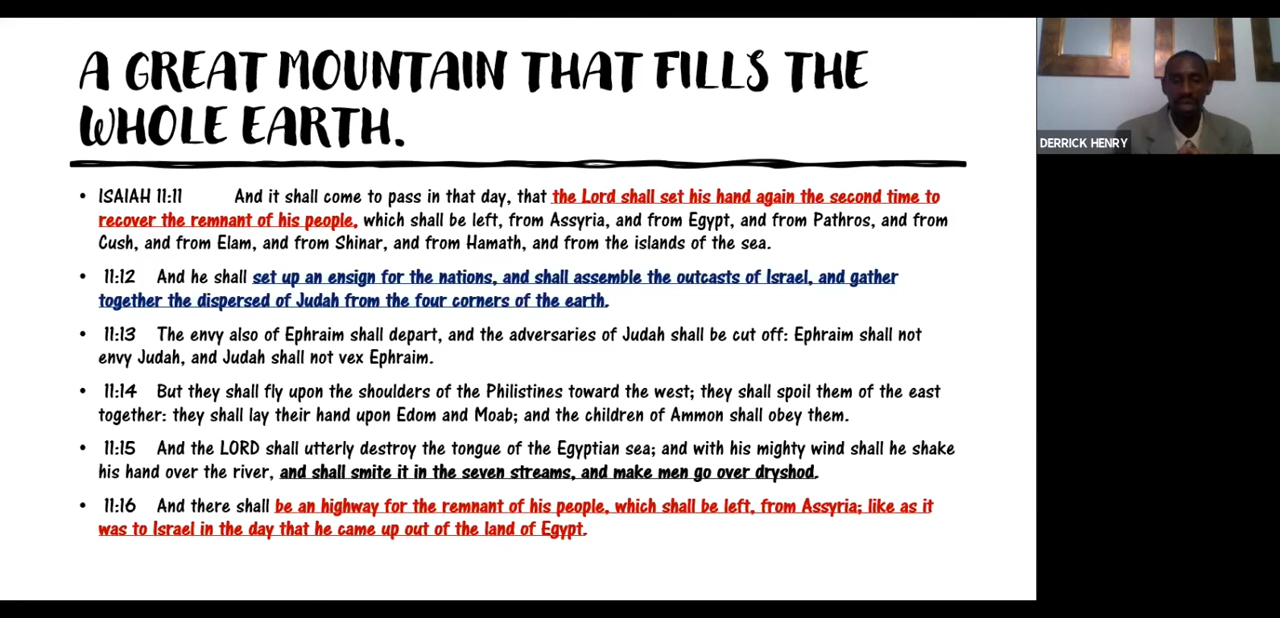 A GREAT MOUNTAIN THAT FILLS THE
WHOLE EARTH.
DERRICK HENRY
• ISAIAH 11:11 And it shall come to pass in that day, that the Lord shall set his hand again the second time to
recover the remnant of his people, which shall be left, from Assyria, and from Egypt, and from Pathros, and from
Cush, and from Elam, and from Shinar, and from Hamath, and from the islands of the sea.
• 11:12 And he shall set up an ensign for the nations, and shall assemble the outcasts of Israel, and gather
together the dispersed of Judah from the four corners of the earth.
• 11:13 The envy also of Ephraim shall depart, and the adversaries of Judah shall be cut off: Ephraim shall not
envy Judah, and Judah shall not vex Ephraim.
• 11:14 But they shall fly upon the shoulders of the Philistines toward the west; they shall spoil them of the east
together: they shall lay their hand upon Edom and Moab; and the children of Ammon shall obey them.
• 11:15 And the LORD shall utterly destroy the tongue of the Egyptian sea; and with his mighty wind shall he shake
his hand over the river, and shall smite it in the seven streams, and make men go over dryshod.
• 11:16 And there shall be an highway for the remnant of his people, which shall be left, from Assyria; like as it
was to Israel in the day that he came up out of the land of Egypt.